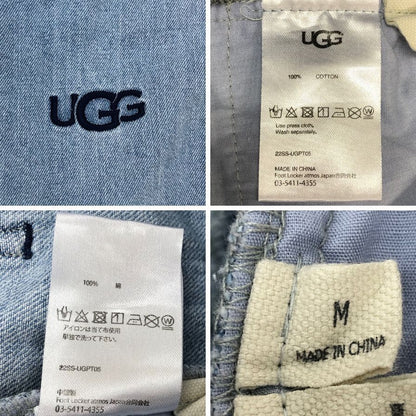 UGG
UGG
100% COTTON
Use press cloth.
Wash separately.
22SS-UGPT05
MADE IN CHINA
Foot Locker atmos Japan合同会社
03-5411-4355
100% 綿
アイロンは当て布使用
単独で洗って下さい。
22SS-UGPT05
中国製
Foot Locker atmos Japan合同会社
03-5411-4355
M
MADE IN CHINA